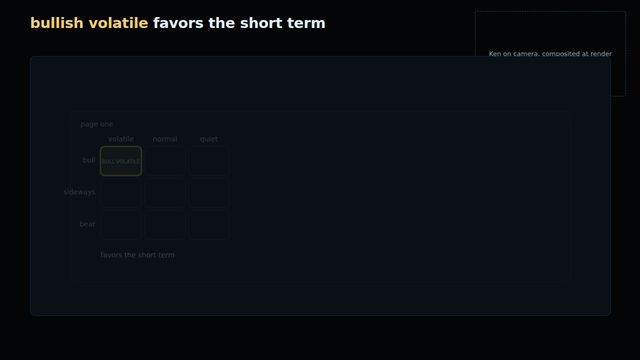 bullish volatile favors the short term
Ken on camera, composited at render
page one
volatile normal quiet
bull BULL VOLATILE
sideways
bear
favors the short term